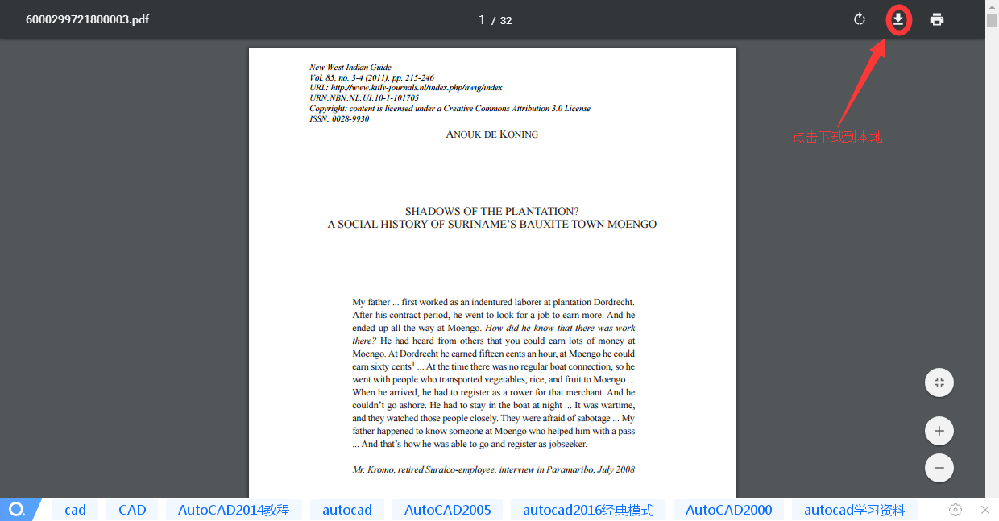 6000299721800003.pdf
1 / 32
New West Indian Guide
Vol. 85, no. 3-4 (2011), pp. 215-246
URL: http://www.kitlv-journals.nl/index.php/nwig/index
URN:NBN:NL:UI:10-1-101705
Copyright: content is licensed under a Creative Commons Attribution 3.0 License
ISSN: 0028-9930
ANOUK DE KONING
点击下载到本地
SHADOWS OF THE PLANTATION?
A SOCIAL HISTORY OF SURINAME’S BAUXITE TOWN MOENGO
My father ... first worked as an indentured laborer at plantation Dordrecht.
After his contract period, he went to look for a job to earn more. And he
ended up all the way at Moengo. How did he know that there was work
there? He had heard from others that you could earn lots of money at
Moengo. At Dordrecht he earned fifteen cents an hour, at Moengo he could
earn sixty cents1 ... At the time there was no regular boat connection, so he
went with people who transported vegetables, rice, and fruit to Moengo ...
When he arrived, he had to register as a rower for that merchant. And he
couldn’t go ashore. He had to stay in the boat at night ... It was wartime,
and they watched those people closely. They were afraid of sabotage ... My
father happened to know someone at Moengo who helped him with a pass
... And that’s how he was able to go and register as jobseeker.
Mr. Kromo, retired Suralco-employee, interview in Paramaribo, July 2008
cad CAD AutoCAD2014教程 autocad AutoCAD2005 autocad2016经典模式 AutoCAD2000 autocad学习资料